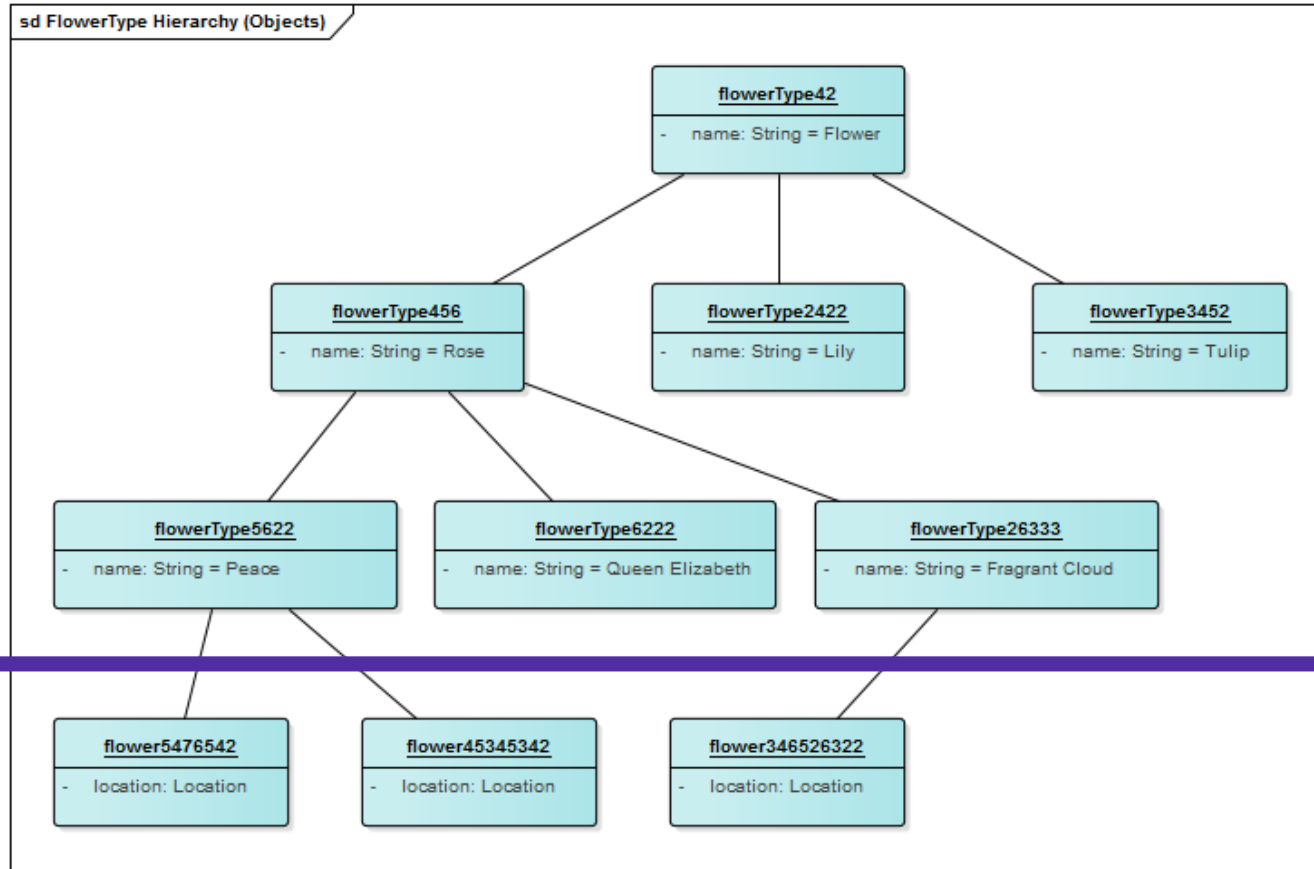 sd FlowerType Hierarchy (Objects)
flowerType42
- name: String = Flower
flowerType456
- name: String = Rose
flowerType2422
- name: String = Lily
flowerType3452
- name: String = Tulip
flowerType5622
- name: String = Peace
flowerType6222
- name: String = Queen Elizabeth
flowerType26333
- name: String = Fragrant Cloud
flower5476542
- location: Location
flower45345342
- location: Location
flower346526322
- location: Location